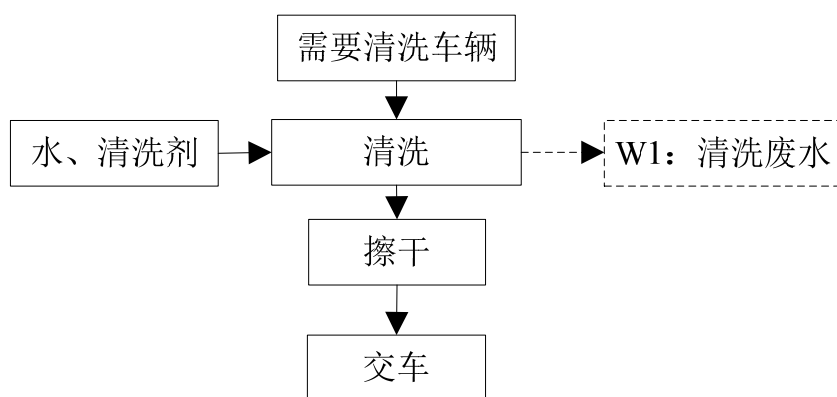 需要清洗车辆
水、清洗剂
清洗
W1：清洗废水
擦干
交车